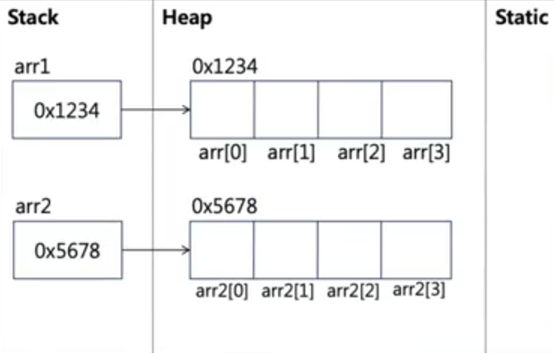 Stack Heap Static
arr1 0x1234
0x1234
arr[0] arr[1] arr[2] arr[3]
arr2 0x5678
0x5678
arr2[0] arr2[1] arr2[2] arr2[3]